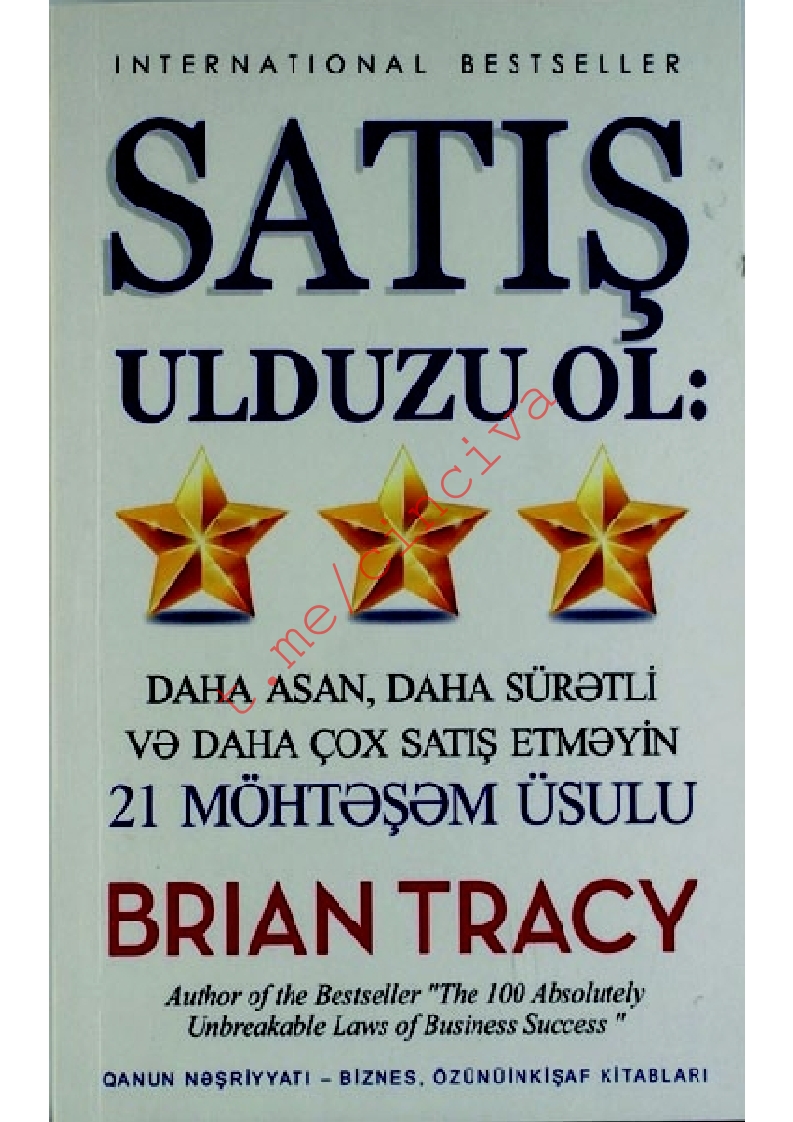 INTERNATIONAL BESTSELLER
SATIŞ
ULDUZU OL:
t.me/cinciva
DAHA ASAN, DAHA SÜRƏTLİ
VƏ DAHA ÇOX SATIŞ ETMƏYİN
21 MÖHTƏŞƏM ÜSULU
BRIAN TRACY
Author of the Bestseller "The 100 Absolutely
Unbreakable Laws of Business Success "
QANUN NƏŞRİYYATI – BİZNES, ÖZÜNÜİNKİŞAF KİTABLARI